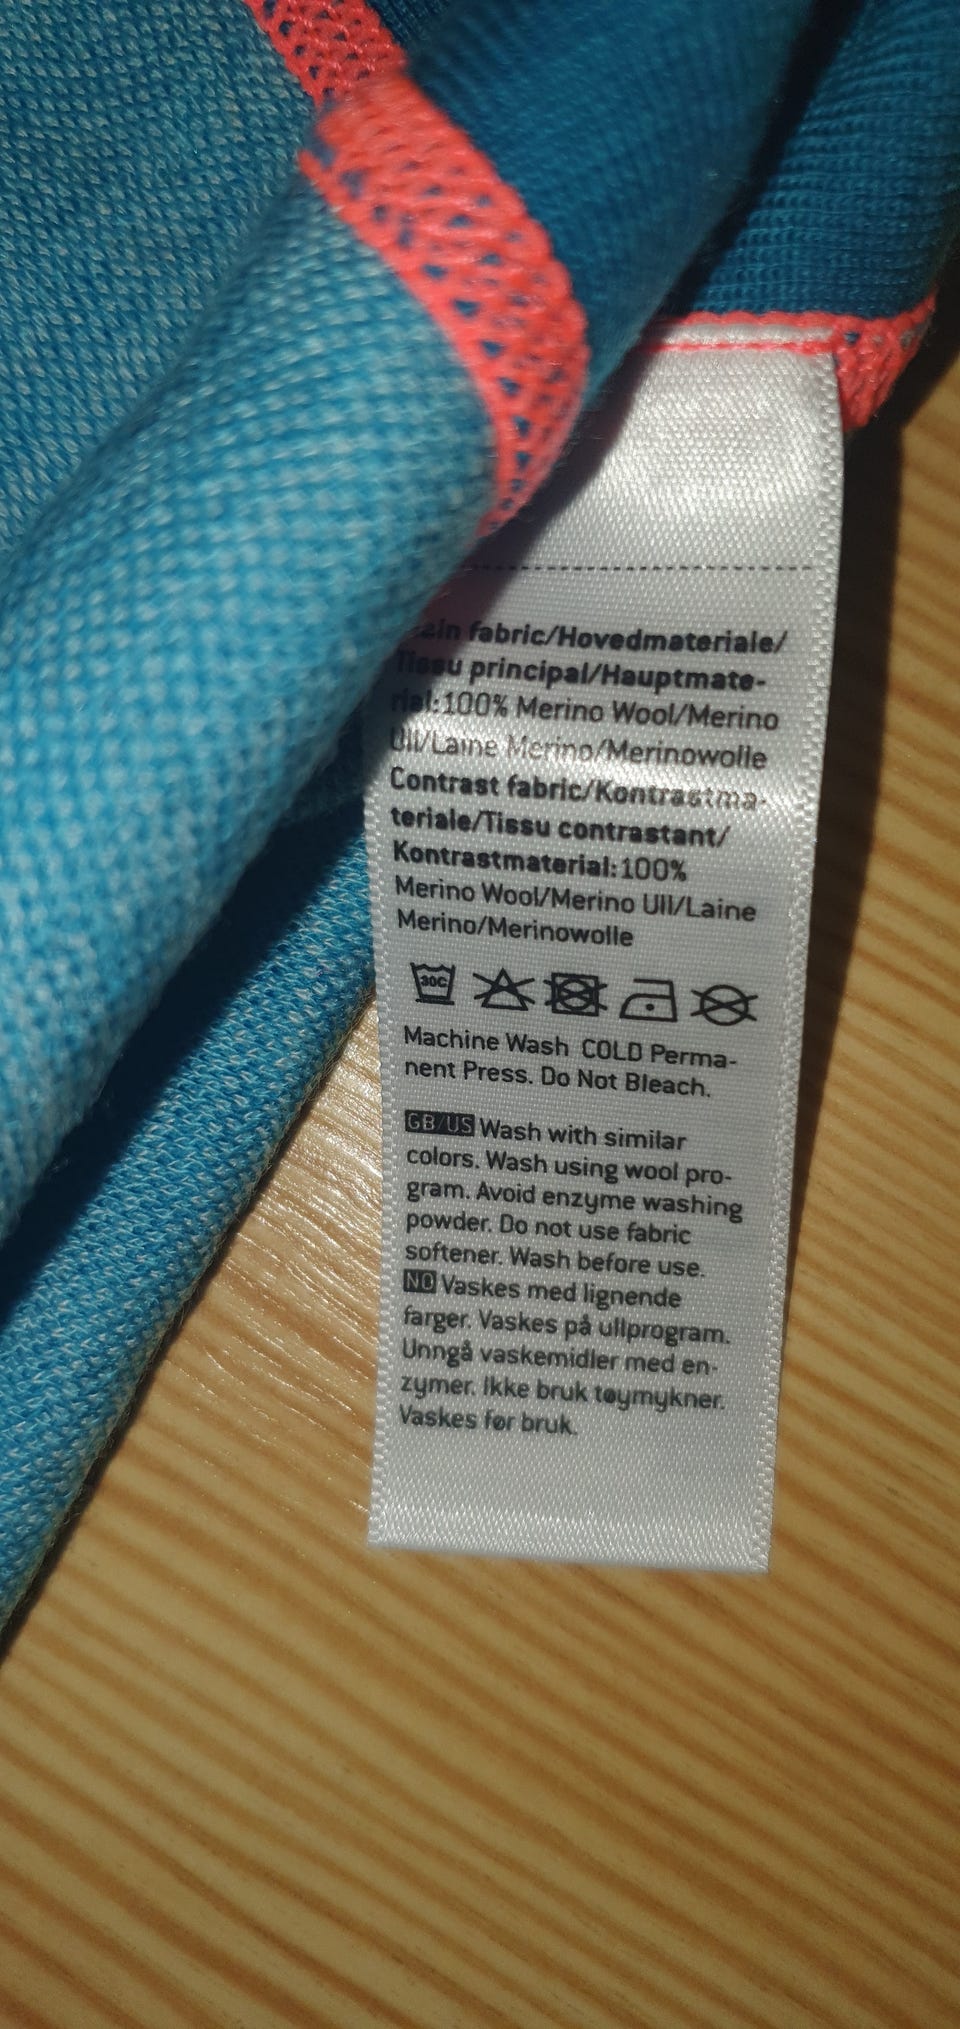 ain fabric/Hovedmateriale/
Tissu principal/Hauptmate-
rial:100% Merino Wool/Merino
Ull/Laine Merino/Merinowolle
Contrast fabric/Kontrastma-
teriale/Tissu contrastant/
Kontrastmaterial:100%
Merino Wool/Merino Ull/Laine
Merino/Merinowolle
30C
Machine Wash COLD Perma-
nent Press. Do Not Bleach.
GB/US Wash with similar
colors. Wash using wool pro-
gram. Avoid enzyme washing
powder. Do not use fabric
softener. Wash before use.
NO Vaskes med lignende
farger. Vaskes på ullprogram.
Unngå vaskemidler med en-
zymer. Ikke bruk tøymykner.
Vaskes før bruk.